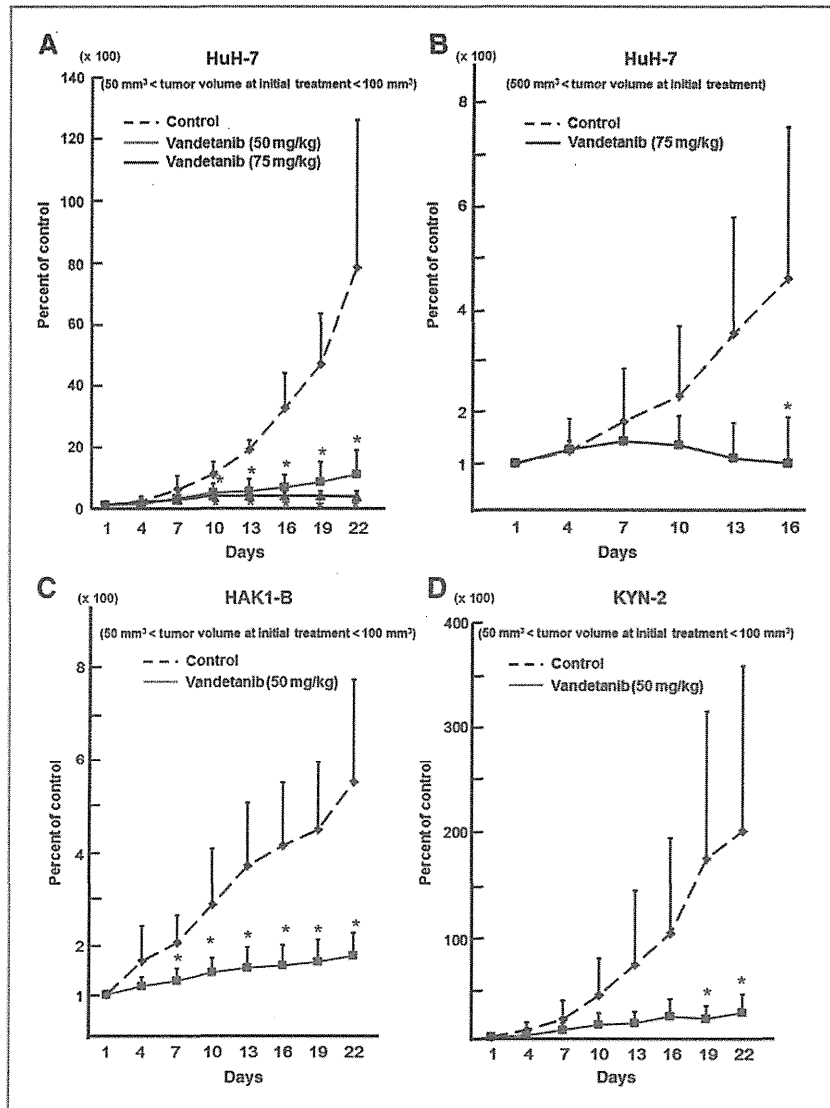 A
(x 100)
HuH-7
(50 mm³ < tumor volume at initial treatment < 100 mm³)
Control
Vandetanib (50 mg/kg)
Vandetanib (75 mg/kg)
Percent of control
140
120
100
80
60
40
20
0
* * * * *
* * * * *
1 4 7 10 13 16 19 22
Days
B
(x 100)
HuH-7
(500 mm³ < tumor volume at initial treatment)
Control
Vandetanib (75 mg/kg)
Percent of control
8
6
4
2
1
*
1 4 7 10 13 16
Days
C
(x 100)
HAK1-B
(50 mm³ < tumor volume at initial treatment < 100 mm³)
Control
Vandetanib (50 mg/kg)
Percent of control
8
6
4
2
1
* * * * * *
1 4 7 10 13 16 19 22
Days
D
(x 100)
KYN-2
(50 mm³ < tumor volume at initial treatment < 100 mm³)
Control
Vandetanib (50 mg/kg)
Percent of control
400
300
200
100
* *
1 4 7 10 13 16 19 22
Days